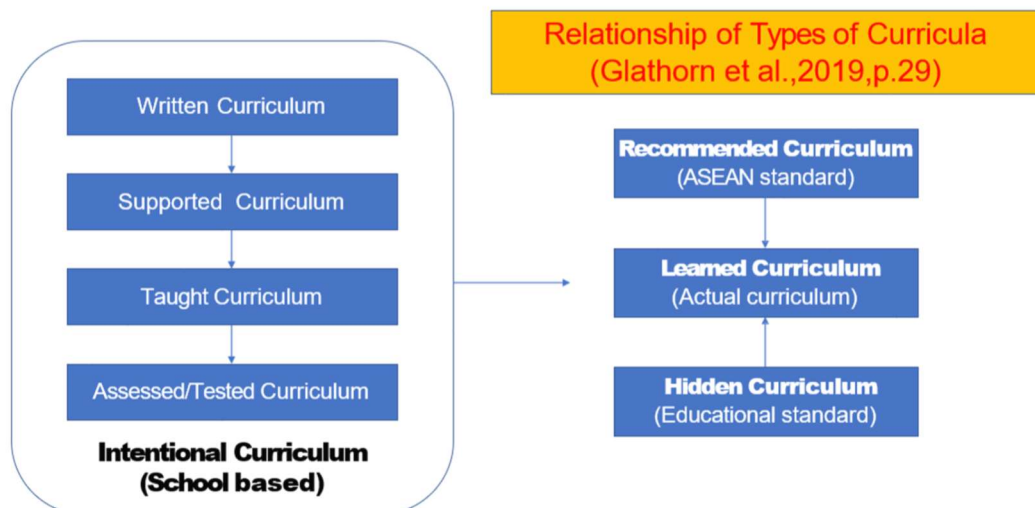 Relationship of Types of Curricula
(Glathorn et al.,2019,p.29)
Written Curriculum
Supported Curriculum
Taught Curriculum
Assessed/Tested Curriculum
Intentional Curriculum
(School based)
Recommended Curriculum
(ASEAN standard)
Learned Curriculum
(Actual curriculum)
Hidden Curriculum
(Educational standard)